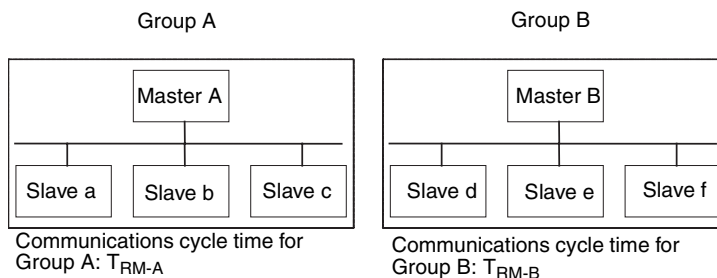 Group A
Group B
Master A
Master B
Slave a
Slave b
Slave c
Slave d
Slave e
Slave f
Communications cycle time for
Group A: TRM-A
Communications cycle time for
Group B: TRM-B